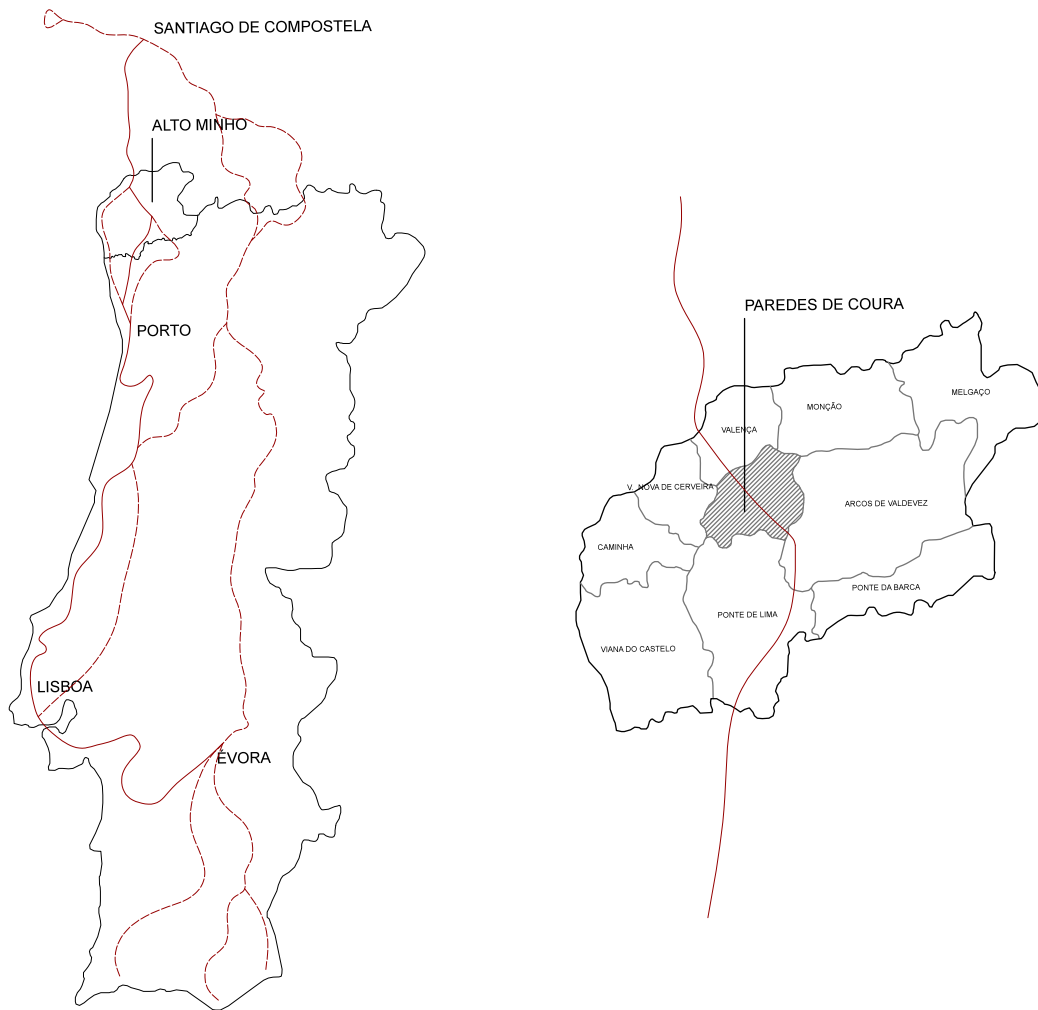 SANTIAGO DE COMPOSTELA
ALTO MINHO
PORTO
LISBOA
ÉVORA
PAREDES DE COURA
MELGAÇO
MONÇÃO
VALENÇA
V. NOVA DE CERVEIRA
ARCOS DE VALDEVEZ
CAMINHA
PONTE DA BARCA
PONTE DE LIMA
VIANA DO CASTELO